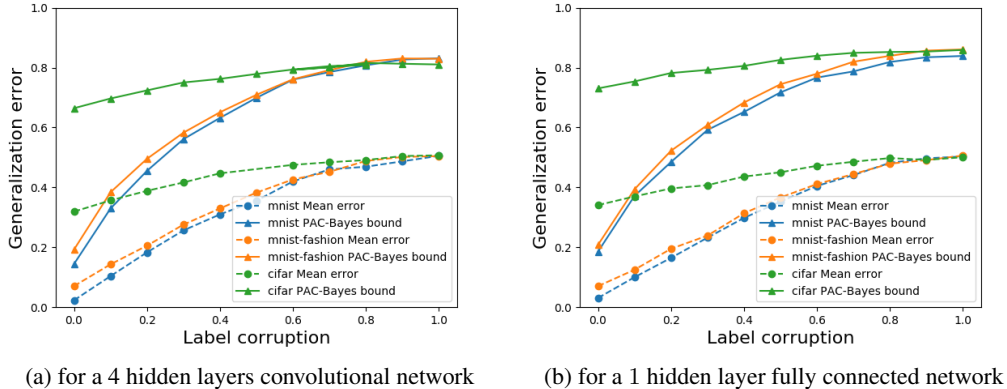 1.0
0.8
0.6
0.4
0.2
0.0
Generalization error
0.0 0.2 0.4 0.6 0.8 1.0
Label corruption
mnist Mean error
mnist PAC-Bayes bound
mnist-fashion Mean error
mnist-fashion PAC-Bayes bound
cifar Mean error
cifar PAC-Bayes bound
(a) for a 4 hidden layers convolutional network
1.0
0.8
0.6
0.4
0.2
0.0
Generalization error
0.0 0.2 0.4 0.6 0.8 1.0
Label corruption
mnist Mean error
mnist PAC-Bayes bound
mnist-fashion Mean error
mnist-fashion PAC-Bayes bound
cifar Mean error
cifar PAC-Bayes bound
(b) for a 1 hidden layer fully connected network